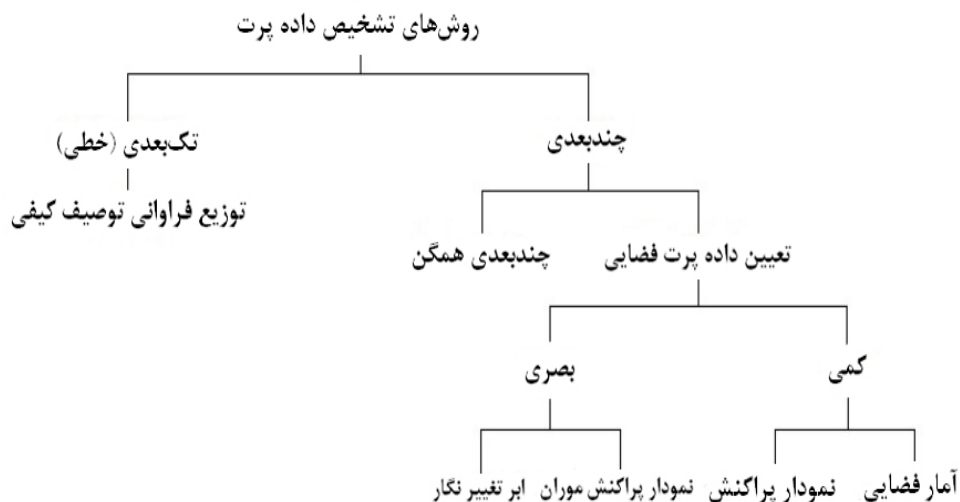 روش‌های تشخیص داده پرت
چندبعدی
تک‌بعدی (خطی)
توزیع فراوانی توصیف کیفی
تعیین داده پرت فضایی
چندبعدی همگن
کمی
بصری
آمار فضایی
نمودار پراکنش
نمودار پراکنش موران
ابر تغییر نگار